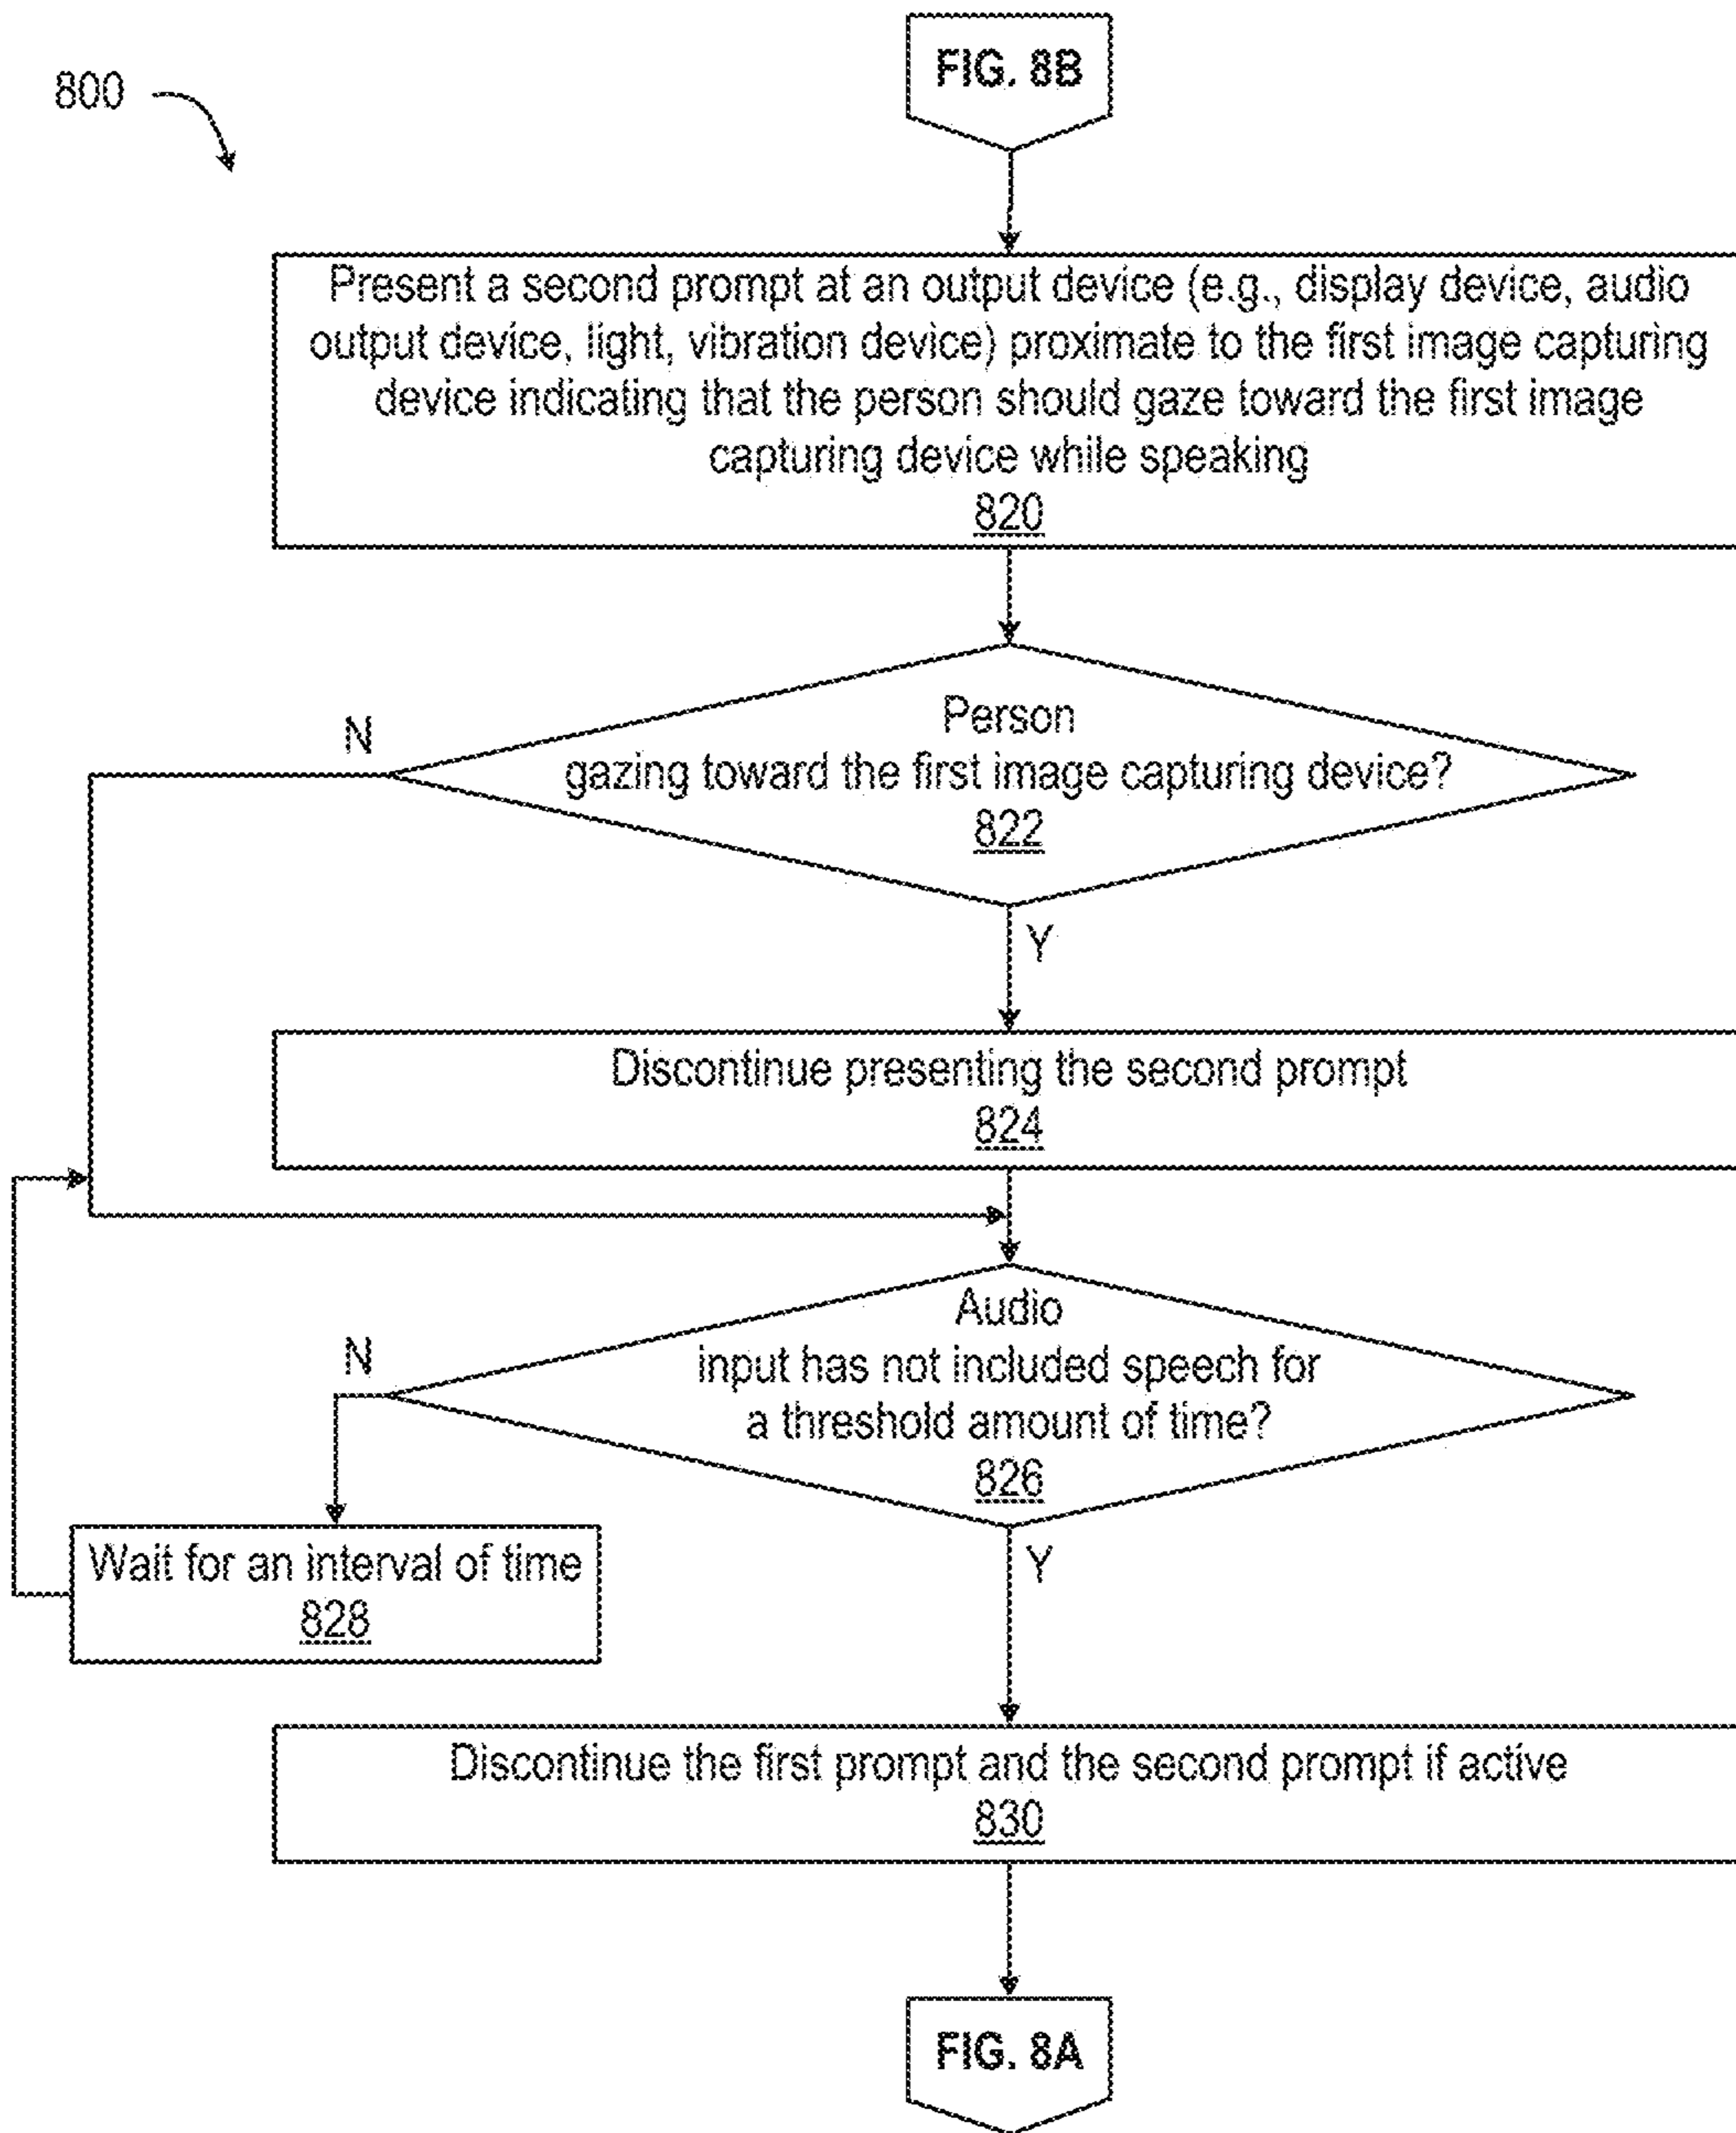 FIG. 8B
800
Present a second prompt at an output device (e.g., display device, audio
output device, light, vibration device) proximate to the first image capturing
device indicating that the person should gaze toward the first image
capturing device while speaking
820
Person
N
gazing toward the first image capturing device?
822
Y
Discontinue presenting the second prompt
824
Audio
N
input has not included speech for
a threshold amount of time?
826
Y
Wait for an interval of time
828
Discontinue the first prompt and the second prompt if active
830
FIG. 8A